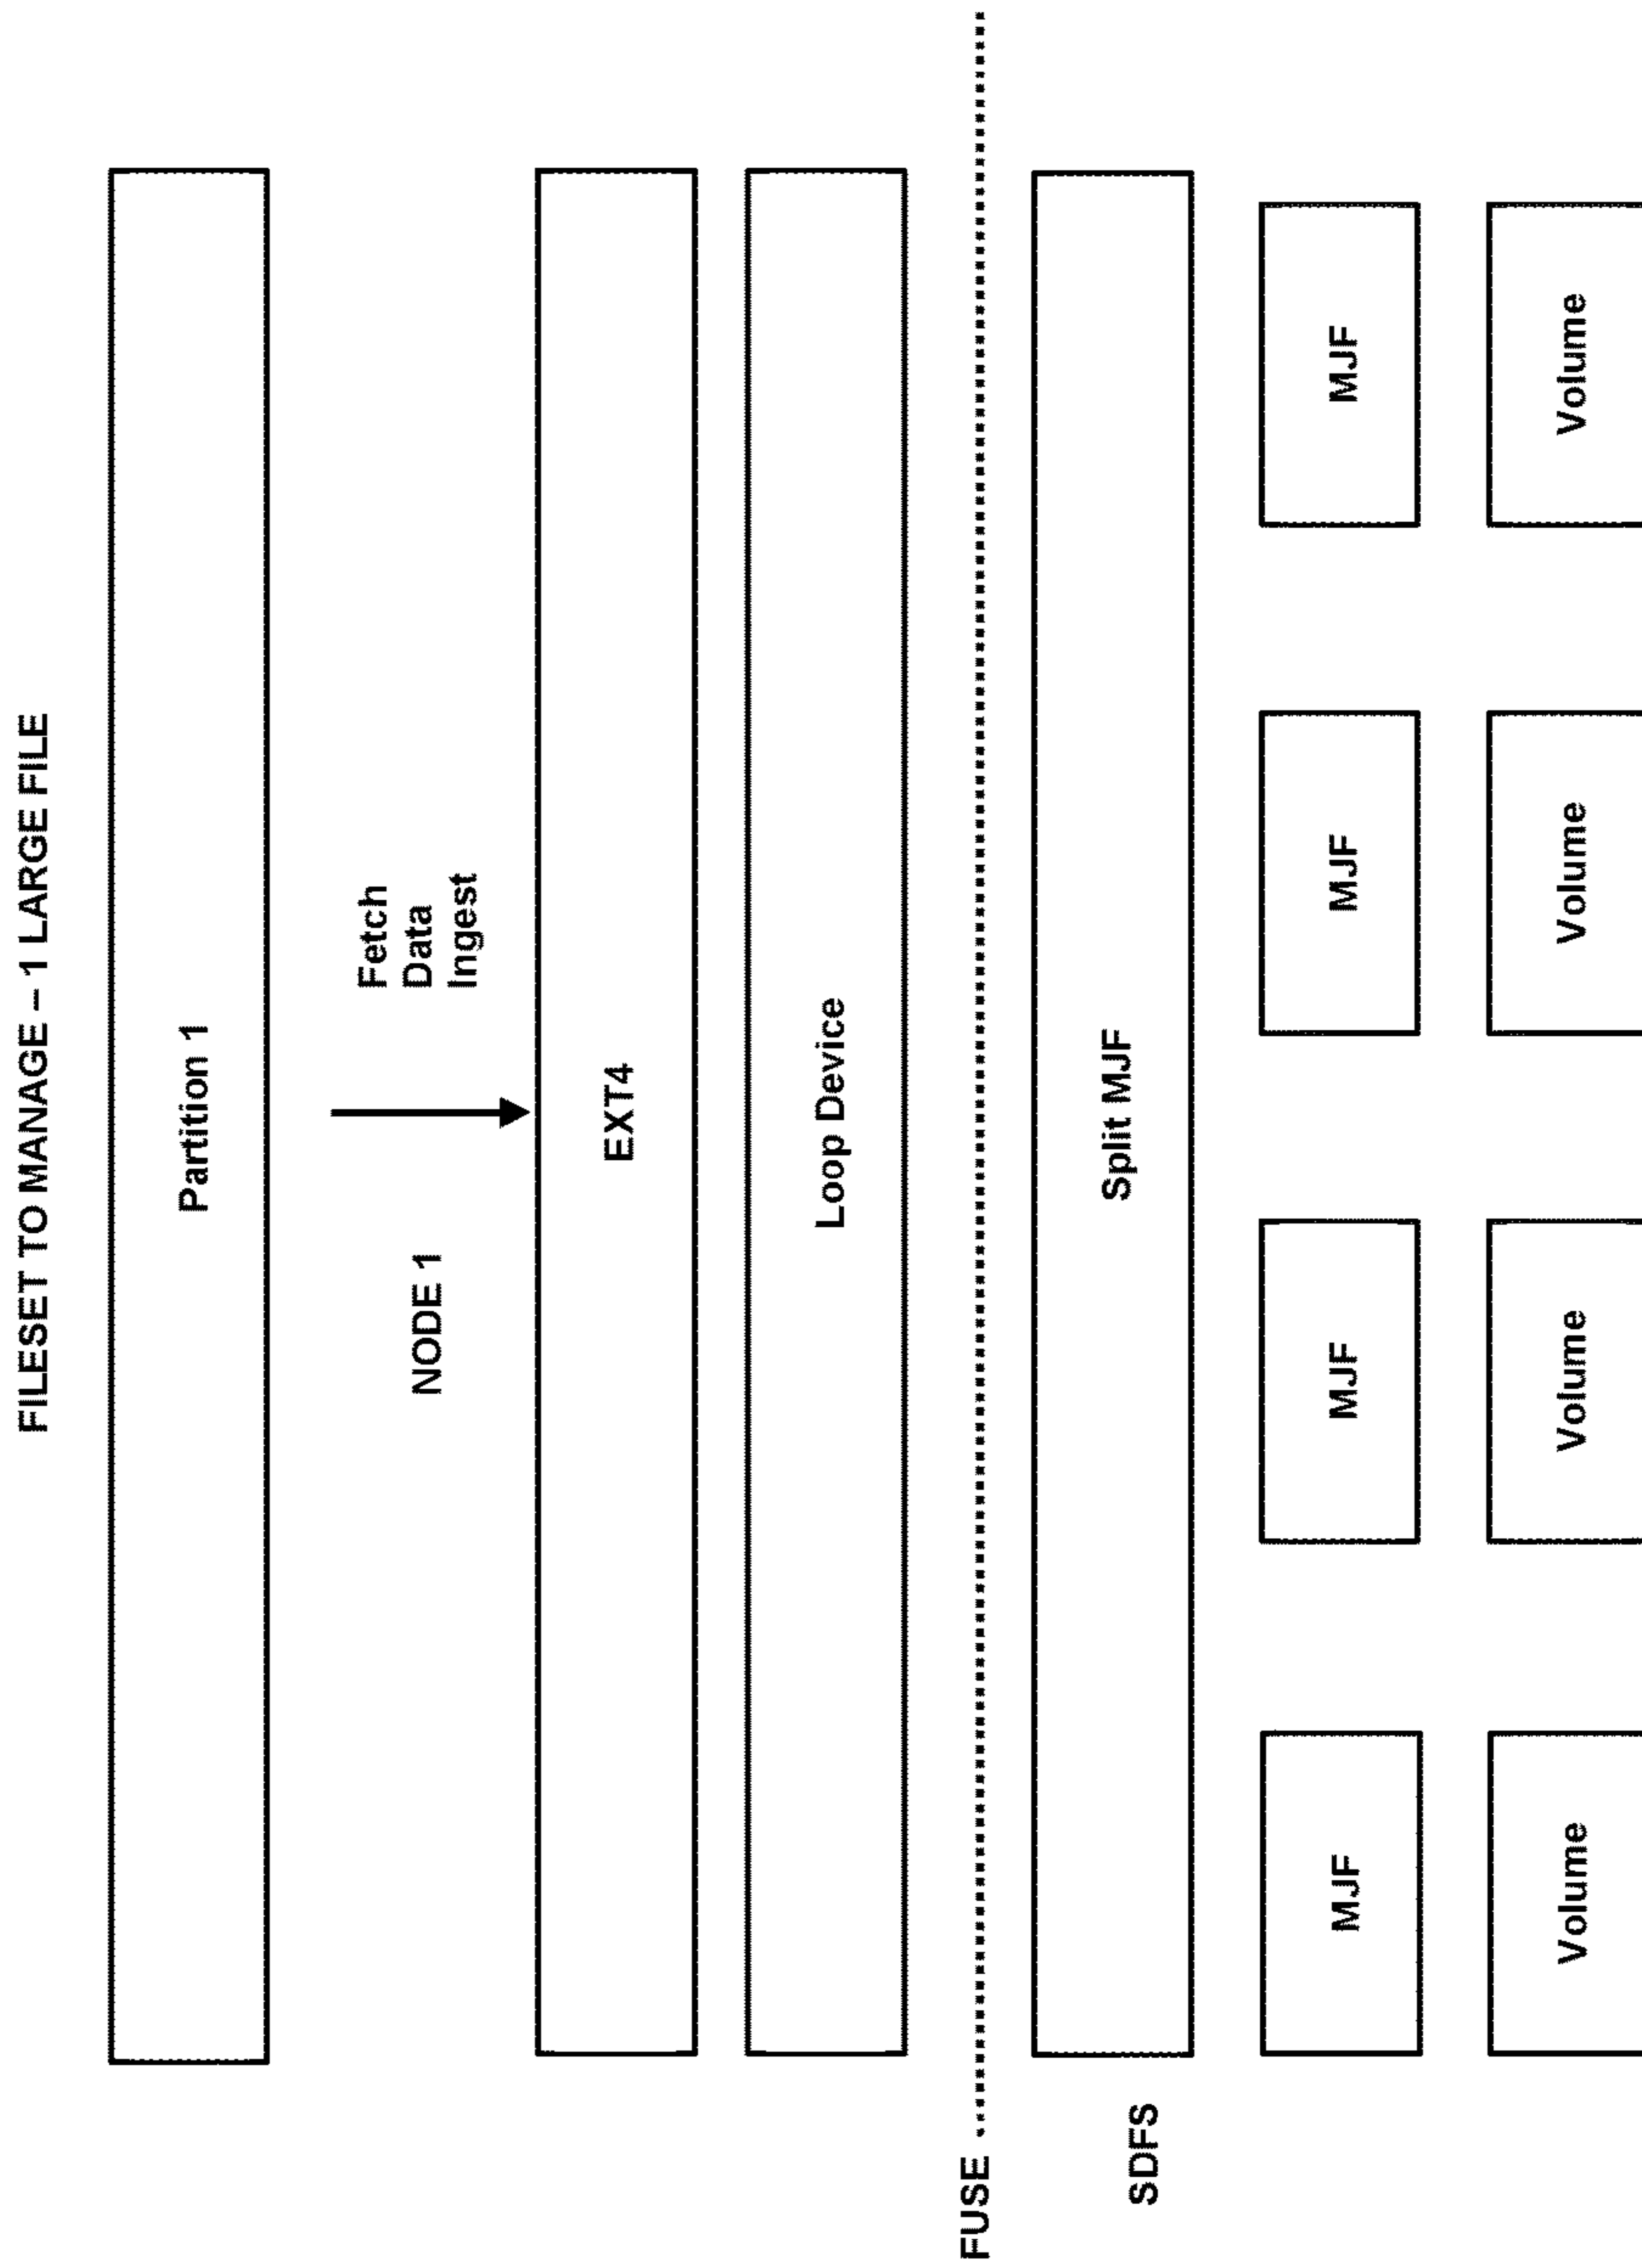 FILESET TO MANAGE – 1 LARGE FILE
Partition 1
NODE 1
Fetch
Data
Ingest
EXT4
Loop Device
FUSE
SDFS
Split MJF
MJF
MJF
MJF
MJF
Volume
Volume
Volume
Volume